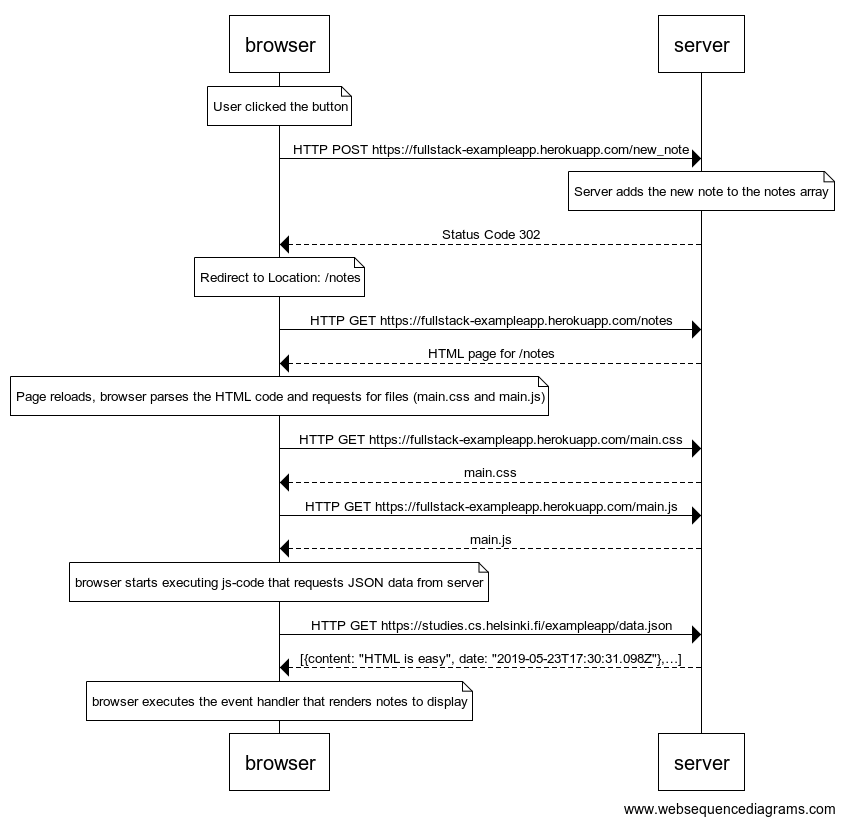 browser
server
User clicked the button
HTTP POST https://fullstack-exampleapp.herokuapp.com/new_note
Server adds the new note to the notes array
Status Code 302
Redirect to Location: /notes
HTTP GET https://fullstack-exampleapp.herokuapp.com/notes
HTML page for /notes
Page reloads, browser parses the HTML code and requests for files (main.css and main.js)
HTTP GET https://fullstack-exampleapp.herokuapp.com/main.css
main.css
HTTP GET https://fullstack-exampleapp.herokuapp.com/main.js
main.js
browser starts executing js-code that requests JSON data from server
HTTP GET https://studies.cs.helsinki.fi/exampleapp/data.json
[{content: "HTML is easy", date: "2019-05-23T17:30:31.098Z"},...]
browser executes the event handler that renders notes to display
browser
server
www.websequencediagrams.com